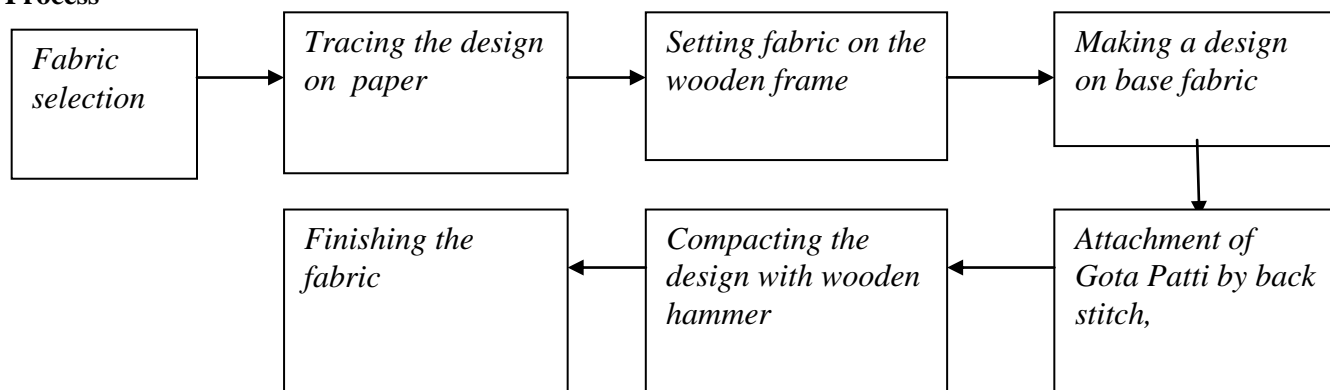 Process
Fabric
selection
Tracing the design
on paper
Setting fabric on the
wooden frame
Making a design
on base fabric
Attachment of
Gota Patti by back
stitch,
Compacting the
design with wooden
hammer
Finishing the
fabric